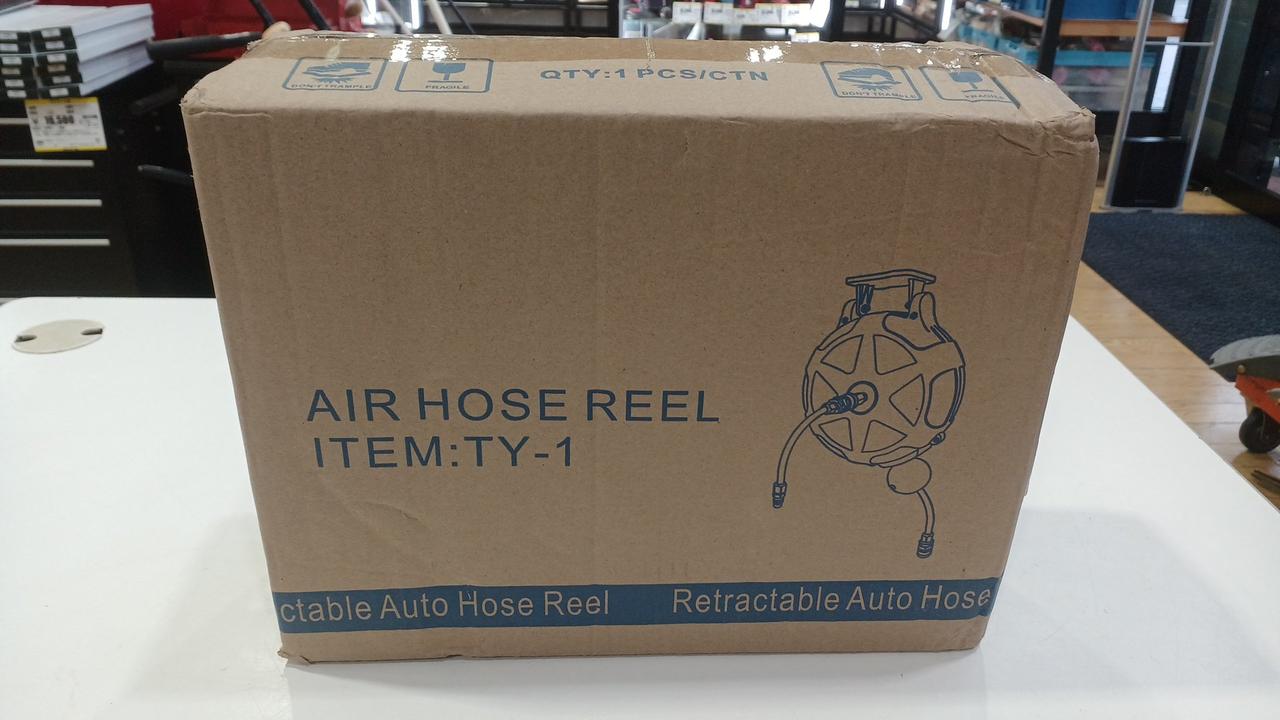 DON'T TRAMPLE
FRAGILE
QTY:1 PCS/CTN
DON'T TRAMPLE
FRAGILE
AIR HOSE REEL
ITEM:TY-1
ctable Auto Hose Reel
Retractable Auto Hose